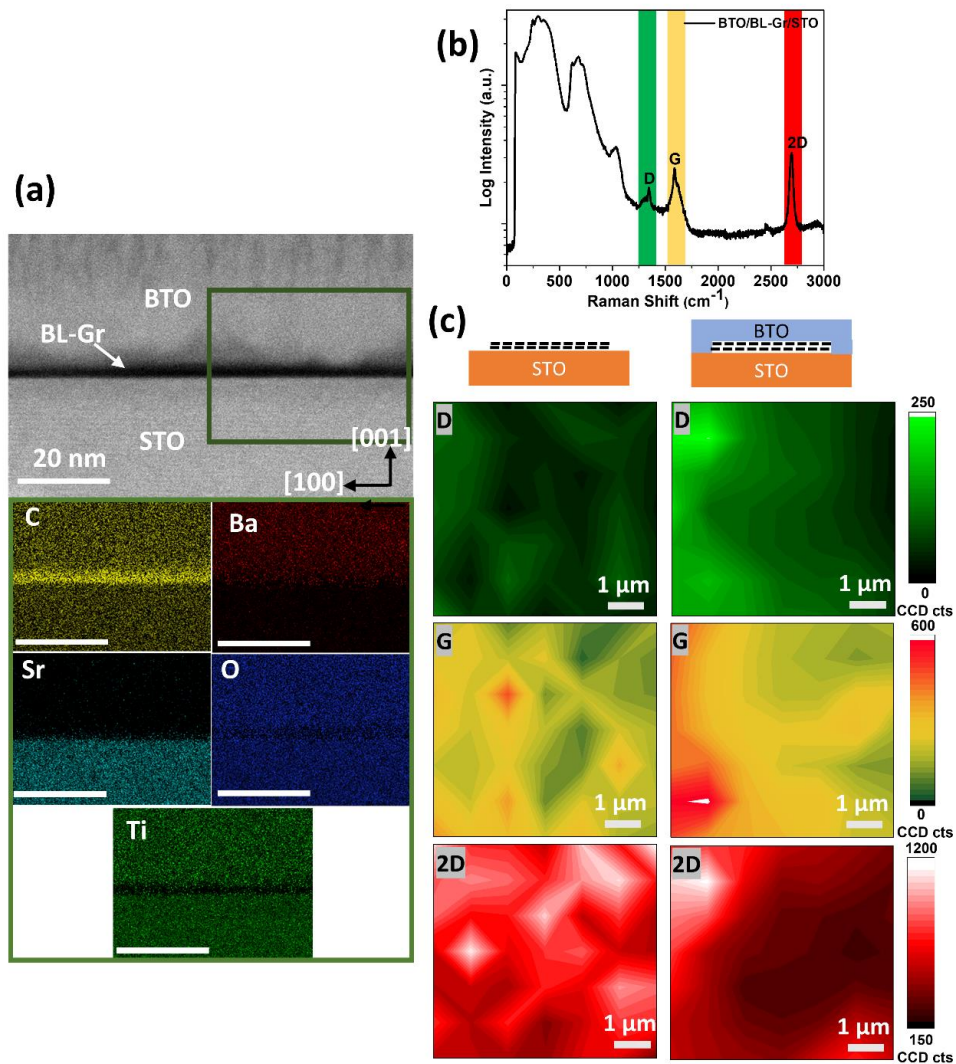 (a)
BTO
BL-Gr
STO
[001]
[100]
20 nm
C
Ba
Sr
O
Ti
(b)
BTO/BL-Gr/STO
Log Intensity (a.u.)
D
G
2D
0 500 1000 1500 2000 2500 3000
Raman Shift (cm⁻¹)
(c)
STO
BTO
STO
D
1 μm
D
1 μm
250
0
CCD cts
G
1 μm
G
1 μm
600
0
CCD cts
2D
1 μm
2D
1 μm
1200
150
CCD cts